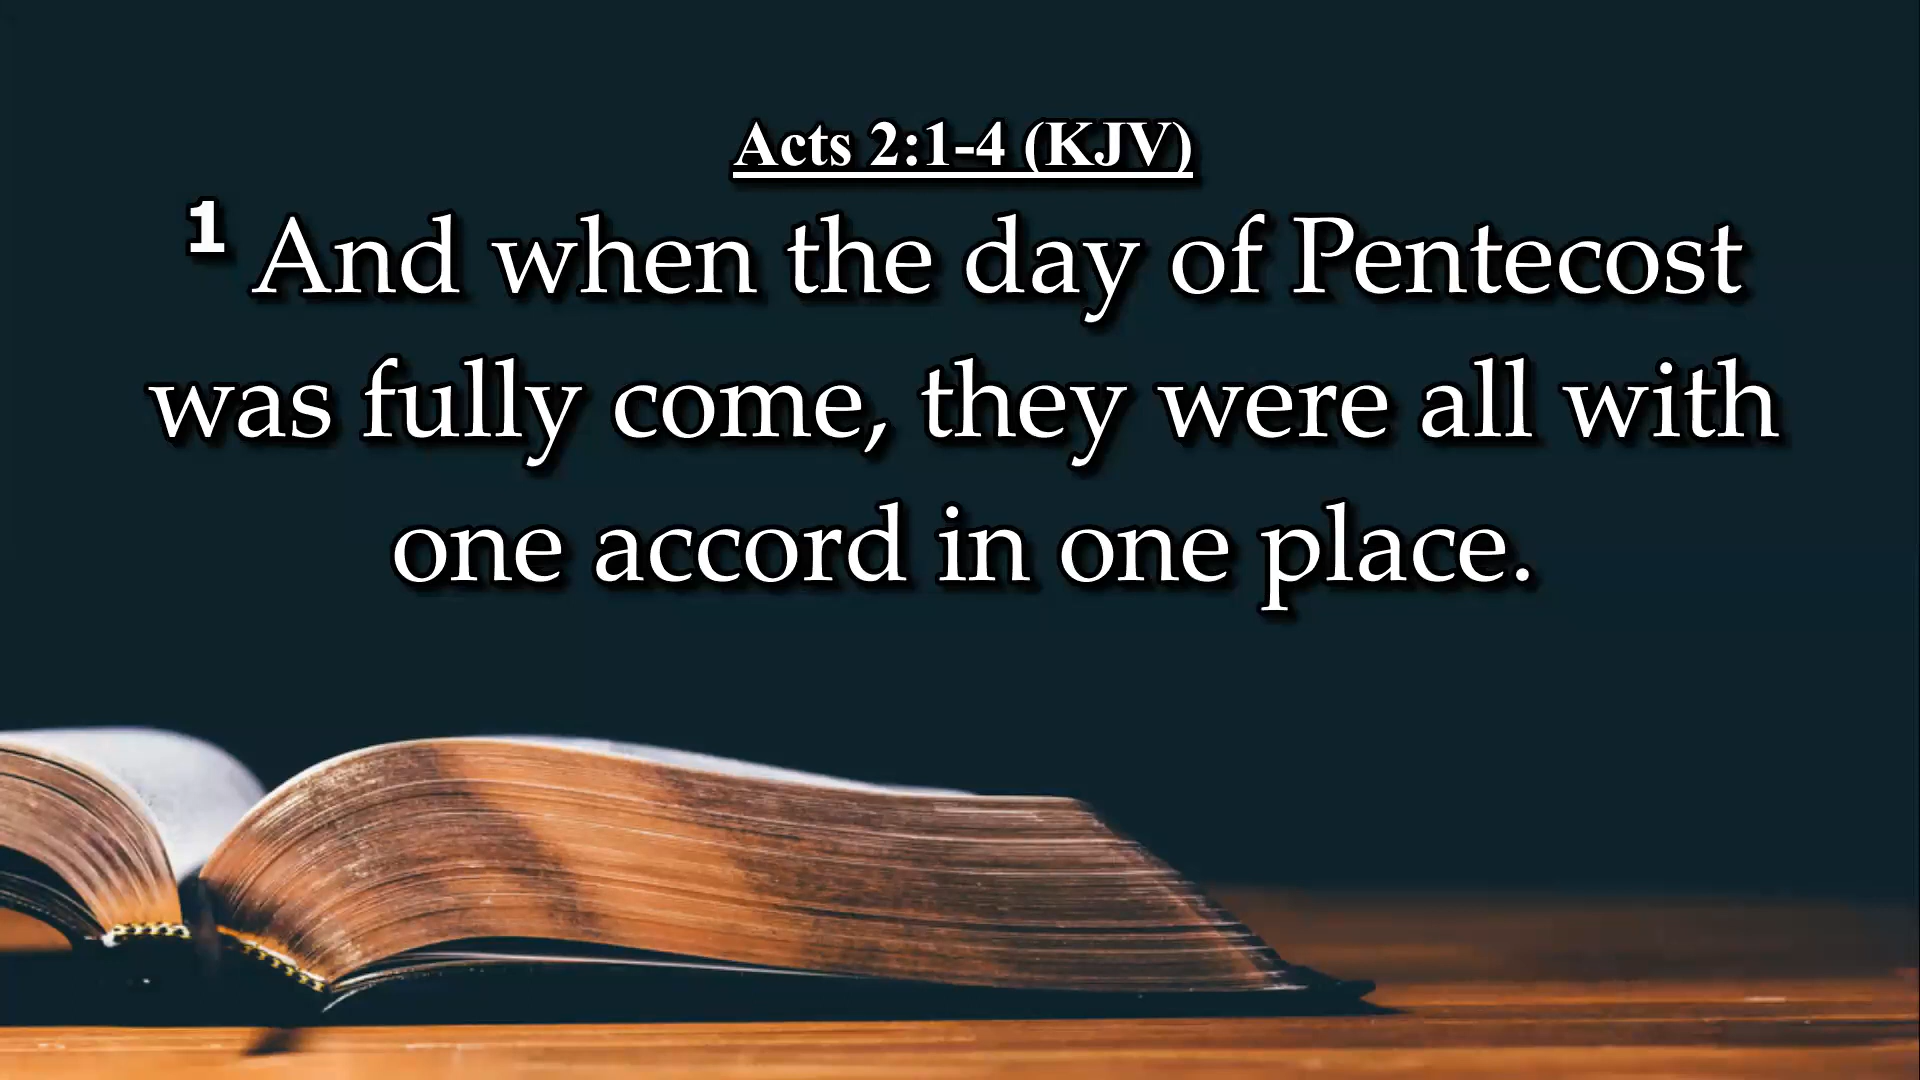 Acts 2:1-4 (KJV)
1 And when the day of Pentecost
was fully come, they were all with
one accord in one place.